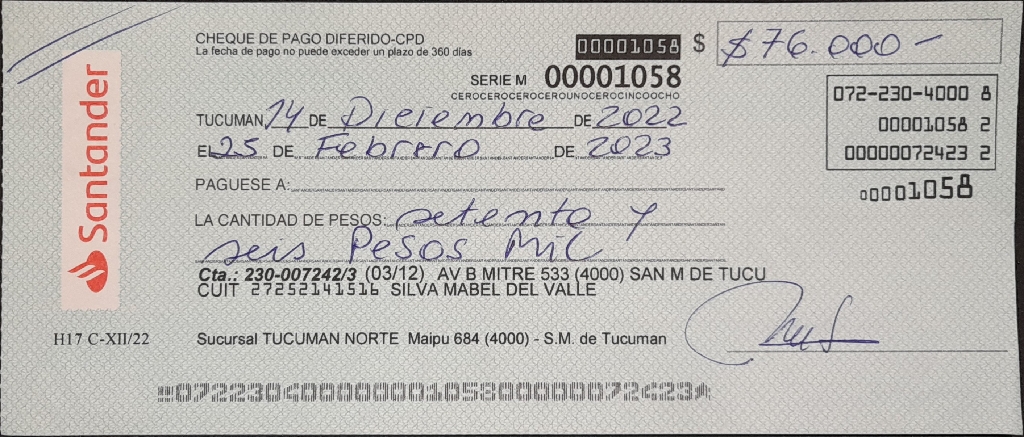 Santander
CHEQUE DE PAGO DIFERIDO-CPD
La fecha de pago no puede exceder un plazo de 360 días
00001058 $ $76.000-
SERIE M 00001058
CEROCEROCEROCEROUNOCEROCINCOOCHO
072-230-4000 8
00001058 2
00000072423 2
00001058
TUCUMAN, 14 DE Diciembre DE 2022
EL 25 DE Febrero DE 2023
PAGUESE A:
LA CANTIDAD DE PESOS: setenta y
seis Pesos Mil
Cta.: 230-007242/3 (03/12) AV B MITRE 533 (4000) SAN M DE TUCU
CUIT 27252141516 SILVA MABEL DEL VALLE
H17 C-XII/22
Sucursal TUCUMAN NORTE Maipu 684 (4000) - S.M. de Tucuman